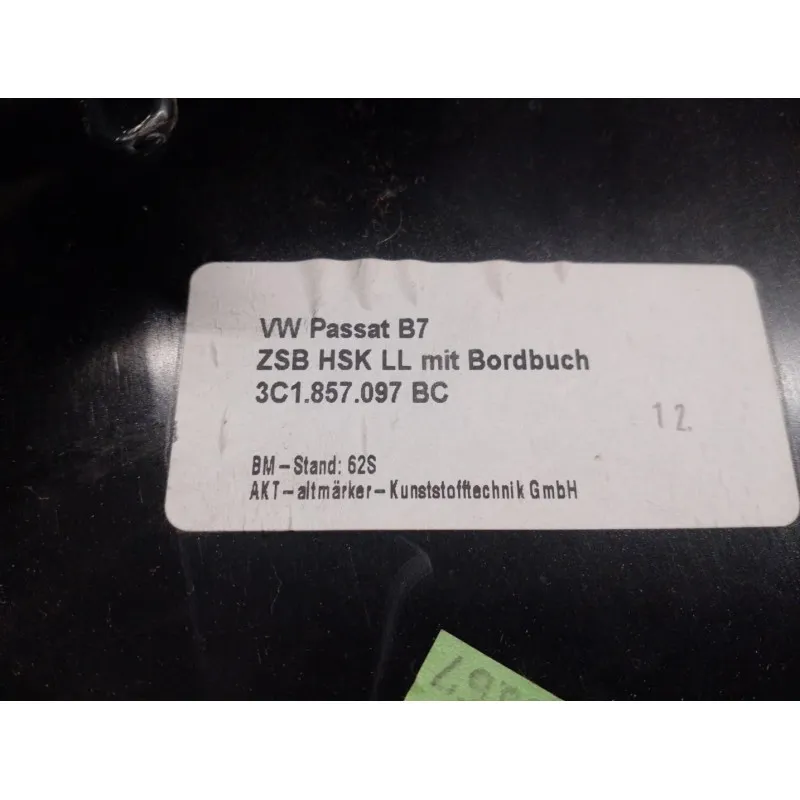 VW Passat B7
ZSB HSK LL mit Bordbuch
3C1.857.097 BC
12.
BM-Stand: 62S
AKT-altmärker-Kunststofftechnik GmbH